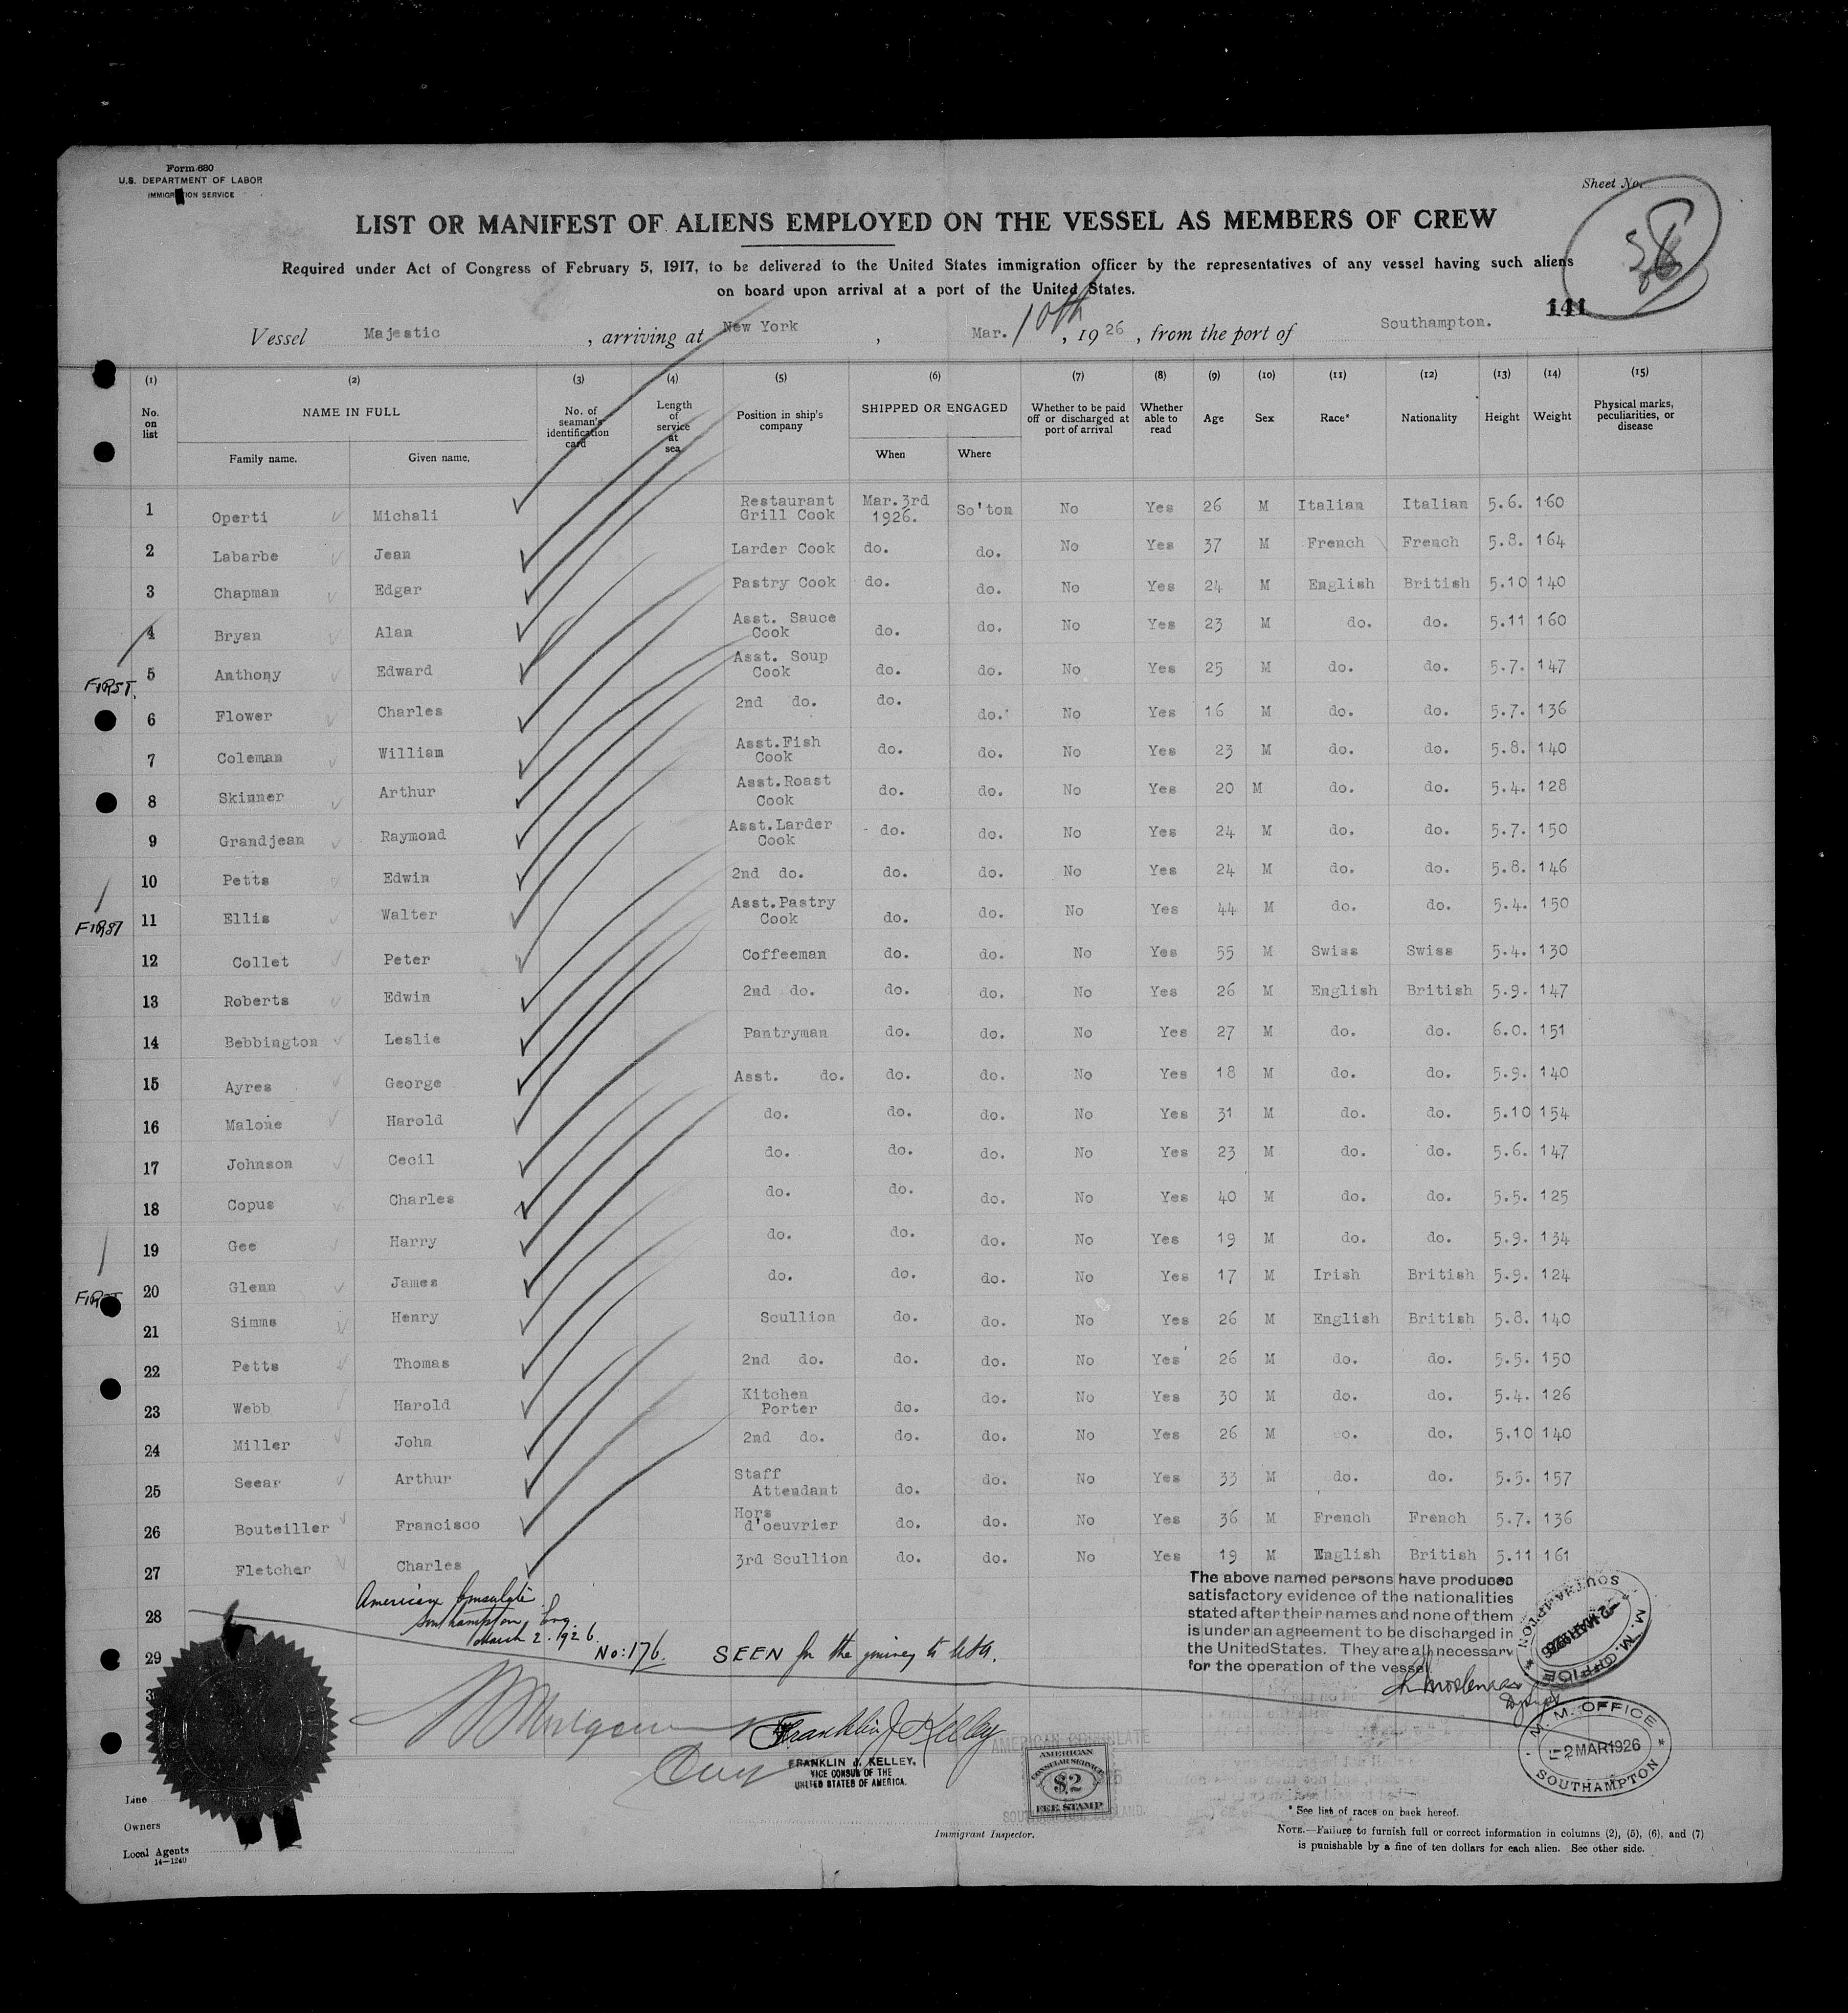 Form 680
U.S. DEPARTMENT OF LABOR
IMMIGRATION SERVICE
Sheet No.
LIST OR MANIFEST OF ALIENS EMPLOYED ON THE VESSEL AS MEMBERS OF CREW
Required under Act of Congress of February 5, 1917, to be delivered to the United States immigration officer by the representatives of any vessel having such aliens
on board upon arrival at a port of the United States.
141
Vessel Majestic , arriving at New York , Mar. 10th , 19 26 , from the port of Southampton.
(1) (2) (3) (4) (5) (6) (7) (8) (9) (10) (11) (12) (13) (14) (15)
No. on list NAME IN FULL Family name. Given name. No. of seaman's identification card Length of service at sea Position in ship's company SHIPPED OR ENGAGED When Where Whether to be paid off or discharged at port of arrival Whether able to read Age Sex Race* Nationality Height Weight Physical marks, peculiarities, or disease
1 Operti Michali Restaurant Grill Cook Mar.3rd 1926. So'ton No Yes 26 M Italian Italian 5.6. 160
2 Labarbe Jean Larder Cook do. do. No Yes 37 M French French 5.8. 164
3 Chapman Edgar Pastry Cook do. do. No Yes 24 M English British 5.10 140
4 Bryan Alan Asst. Sauce Cook do. do. No Yes 23 M do. do. 5.11 160
FIRST. 5 Anthony Edward Asst. Soup Cook do. do. No Yes 25 M do. do. 5.7. 147
6 Flower Charles 2nd do. do. do. No Yes 16 M do. do. 5.7. 136
7 Coleman William Asst.Fish Cook do. do. No Yes 23 M do. do. 5.8. 140
8 Skinner Arthur Asst.Roast Cook do. do. No Yes 20 M do. do. 5.4. 128
9 Grandjean Raymond Asst.Larder Cook do. do. No Yes 24 M do. do. 5.7. 150
10 Petts Edwin 2nd do. do. do. No Yes 24 M do. do. 5.8. 146
FIRST 11 Ellis Walter Asst.Pastry Cook do. do. No Yes 44 M do. do. 5.4. 150
12 Collet Peter Coffeeman do. do. No Yes 55 M Swiss Swiss 5.4. 130
13 Roberts Edwin 2nd do. do. do. No Yes 26 M English British 5.9. 147
14 Bebbington Leslie Pantryman do. do. No Yes 27 M do. do. 6.0. 151
15 Ayres George Asst. do. do. do. No Yes 18 M do. do. 5.9. 140
16 Malone Harold do. do. do. No Yes 31 M do. do. 5.10 154
17 Johnson Cecil do. do. do. No Yes 23 M do. do. 5.6. 147
18 Copus Charles do. do. do. No Yes 40 M do. do. 5.5. 125
19 Gee Harry do. do. do. No Yes 19 M do. do. 5.9. 134
FIRST 20 Glenn James do. do. do. No Yes 17 M Irish British 5.9. 124
21 Simms Henry Scullion do. do. No Yes 26 M English British 5.8. 140
22 Petts Thomas 2nd do. do. do. No Yes 26 M do. do. 5.5. 150
23 Webb Harold Kitchen Porter do. do. No Yes 30 M do. do. 5.4. 126
24 Miller John 2nd do. do. do. No Yes 26 M do. do. 5.10 140
25 Seear Arthur Staff Attendant do. do. No Yes 33 M do. do. 5.5. 157
26 Bouteiller Francisco Hors d'oeuvrier do. do. No Yes 36 M French French 5.7. 136
27 Fletcher Charles 3rd Scullion do. do. No Yes 19 M English British 5.11 161
28
29
The above named persons have produced
satisfactory evidence of the nationalities
stated after their names and none of them
is under an agreement to be discharged in
the United States. They are all necessary
for the operation of the vessel
American Consulate
Southampton, Eng.
March 2. 1926.
No: 176. SEEN for the journey to USA.
SOUTHAMPTON
M. M. OFFICE
-2 MAR 1926
Franklin J Kelley
FRANKLIN J. KELLEY,
VICE CONSUL OF THE
UNITED STATES OF AMERICA.
AMERICAN CONSULATE
AMERICAN
CONSULAR SERVICE
$2
FEE STAMP
M. M. OFFICE
-2 MAR 1926
SOUTHAMPTON
Line
Owners
Local Agents
14—1240
Immigrant Inspector.
* See list of races on back hereof.
NOTE.—Failure to furnish full or correct information in columns (2), (5), (6), and (7)
is punishable by a fine of ten dollars for each alien. See other side.